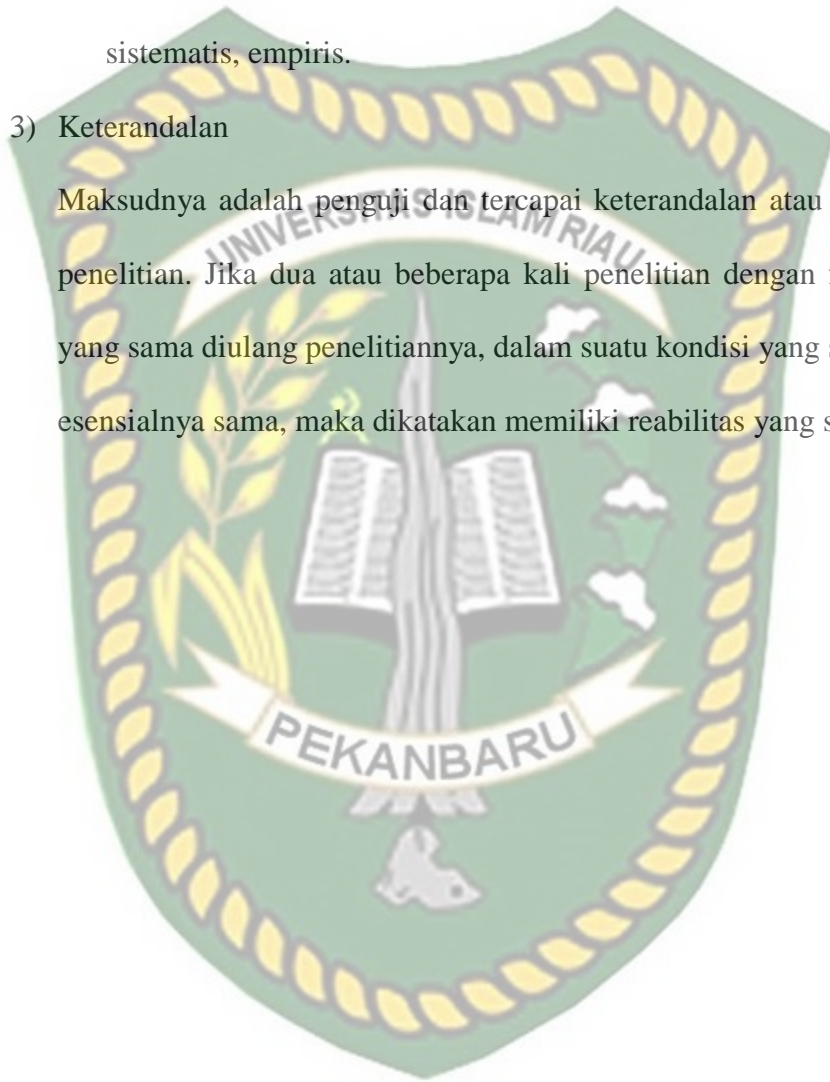 sistematis, empiris.
3) Keterandalan
Maksudnya adalah penguji dan tercapai keterandalan atau
penelitian. Jika dua atau beberapa kali penelitian dengan
yang sama diulang penelitiannya, dalam suatu kondisi yang
esensialnya sama, maka dikatakan memiliki reabilitas yang
UNIVERSITAS ISLAM RIAU
PEKANBARU